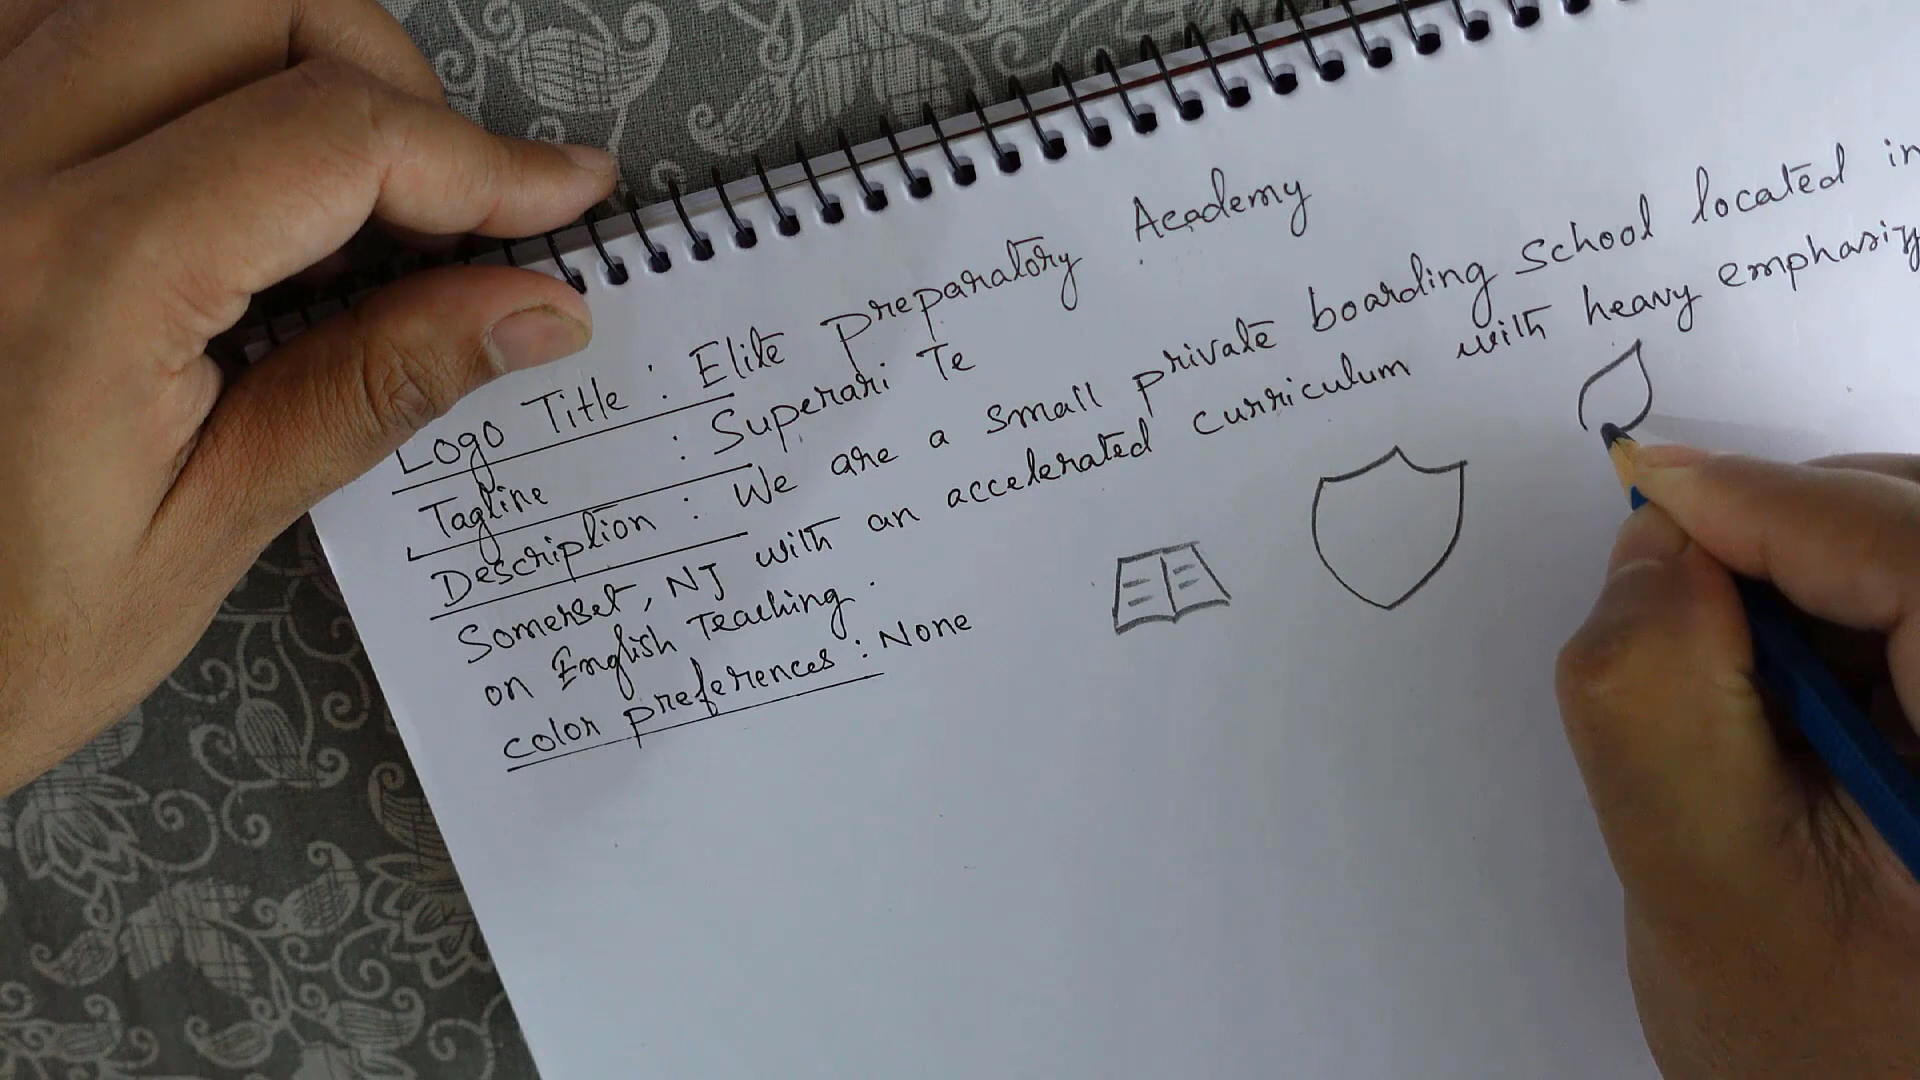 Logo Title : Elite preparatory Academy
Tagline : Superari Te
Description : We are a small private boarding School located in
Somerset, NJ with an accelerated curriculum with heavy emphasizy
on English Teaching.
color preferences : None